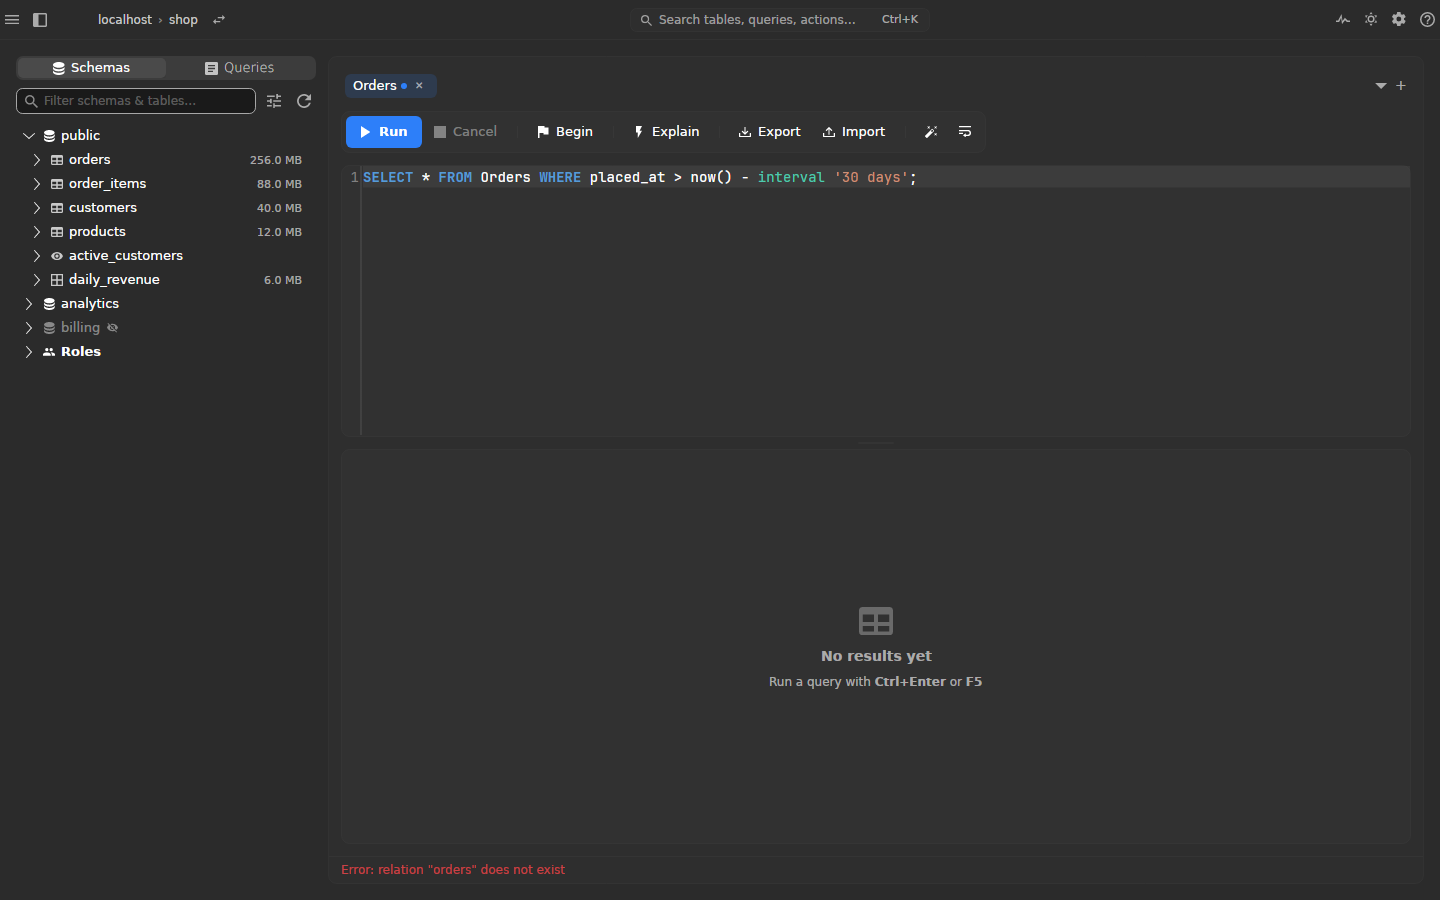 localhost › shop
Search tables, queries, actions... Ctrl+K
Schemas
Queries
Filter schemas & tables...
public
orders 256.0 MB
order_items 88.0 MB
customers 40.0 MB
products 12.0 MB
active_customers
daily_revenue 6.0 MB
analytics
billing
Roles
Orders
Run Cancel Begin Explain Export Import
1 SELECT * FROM Orders WHERE placed_at > now() - interval '30 days';
No results yet
Run a query with Ctrl+Enter or F5
Error: relation "orders" does not exist